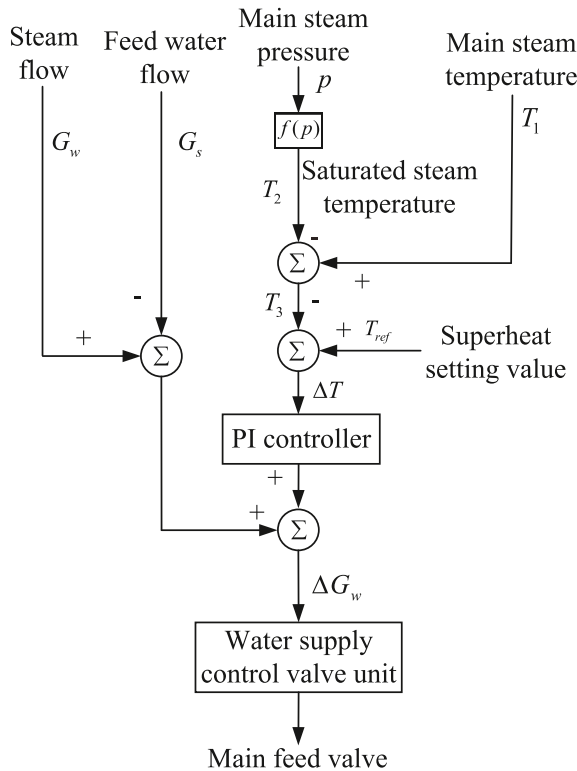 Steam
flow
Feed water
flow
Main steam
pressure
Main steam
temperature
p
f(p)
G_w
G_s
T_1
T_2
Saturated steam
temperature
-
+
T_3
-
-
+
+ T_ref
Superheat
setting value
Σ
Σ
Σ
ΔT
PI controller
+
+
Σ
ΔG_w
Water supply
control valve unit
Main feed valve